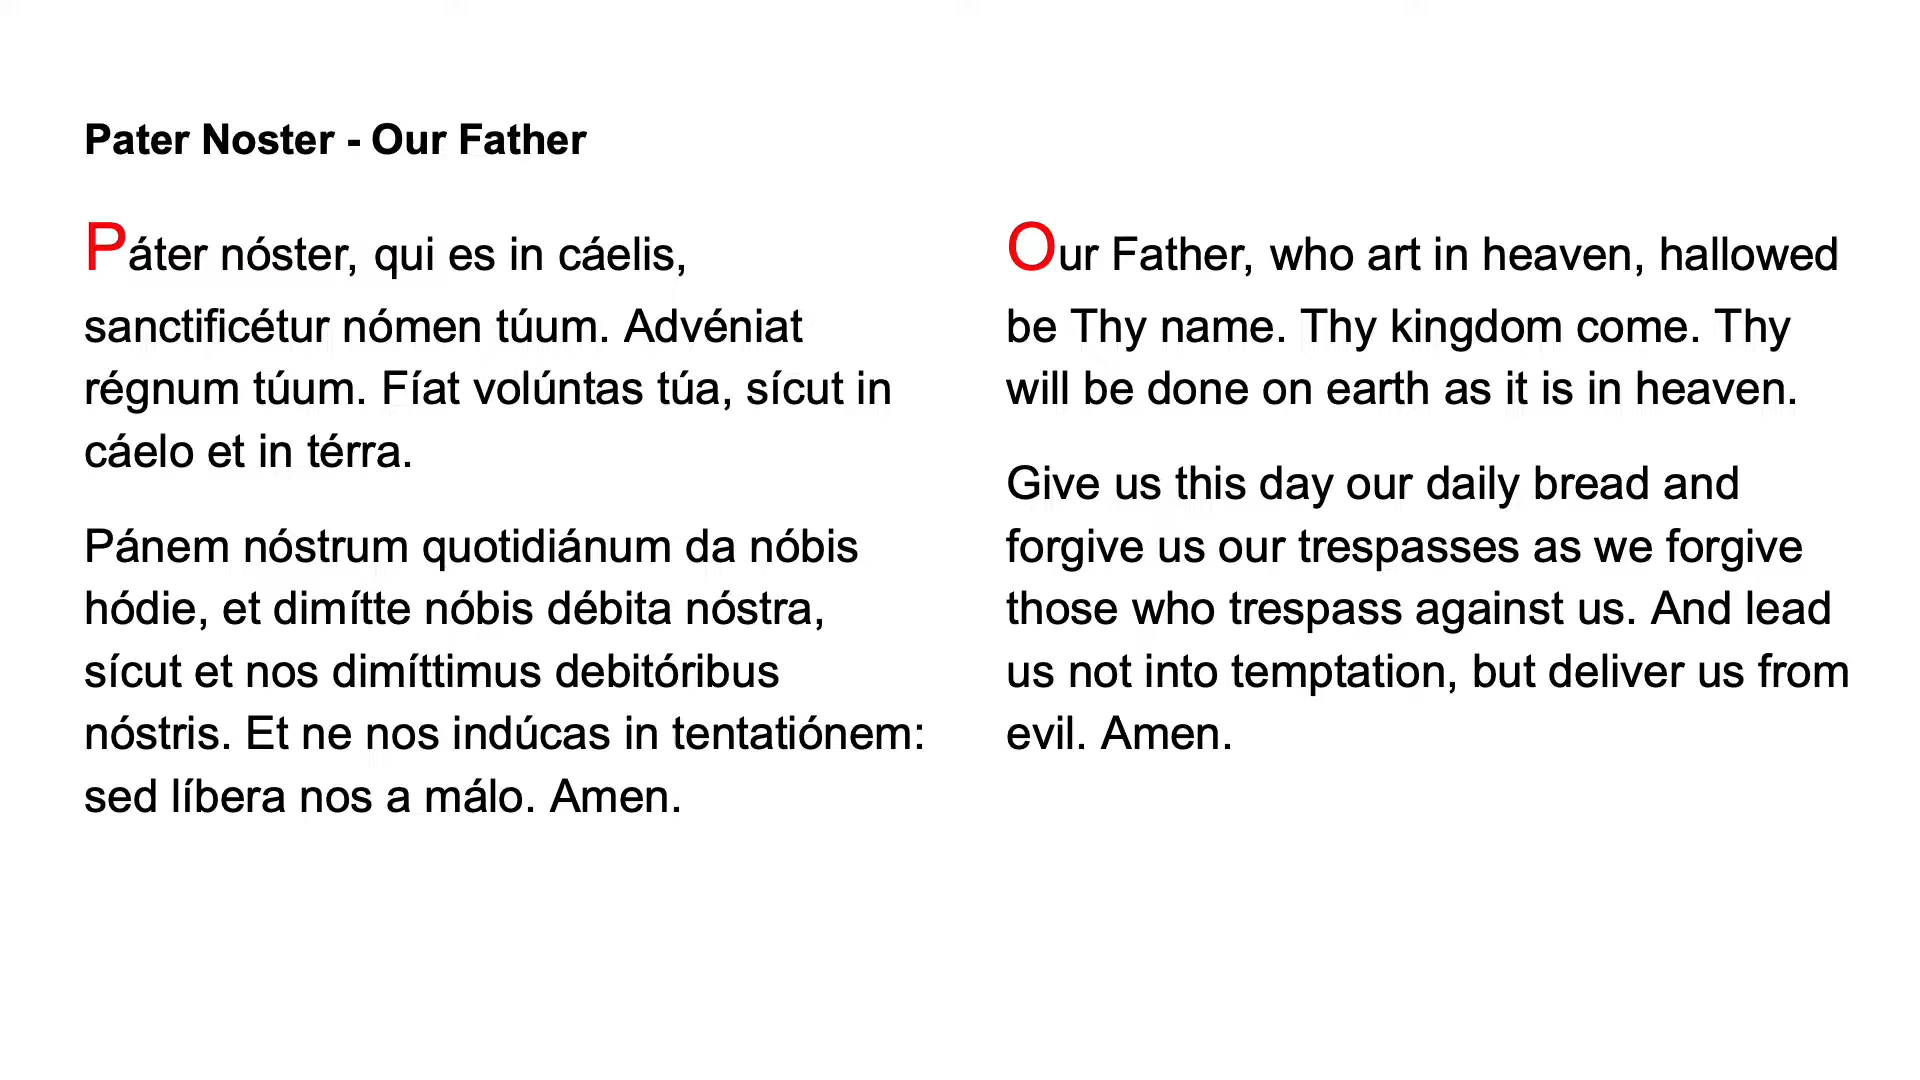 Pater Noster - Our Father
Páter nóster, qui es in cáelis,
sanctificétur nómen túum. Advéniat
régnum túum. Fíat volúntas túa, sícut in
cáelo et in térra.
Pánem nóstrum quotidiánum da nóbis
hódie, et dimítte nóbis débita nóstra,
sícut et nos dimíttimus debitóribus
nóstris. Et ne nos indúcas in tentatiónem:
sed líbera nos a málo. Amen.
Our Father, who art in heaven, hallowed
be Thy name. Thy kingdom come. Thy
will be done on earth as it is in heaven.
Give us this day our daily bread and
forgive us our trespasses as we forgive
those who trespass against us. And lead
us not into temptation, but deliver us from
evil. Amen.